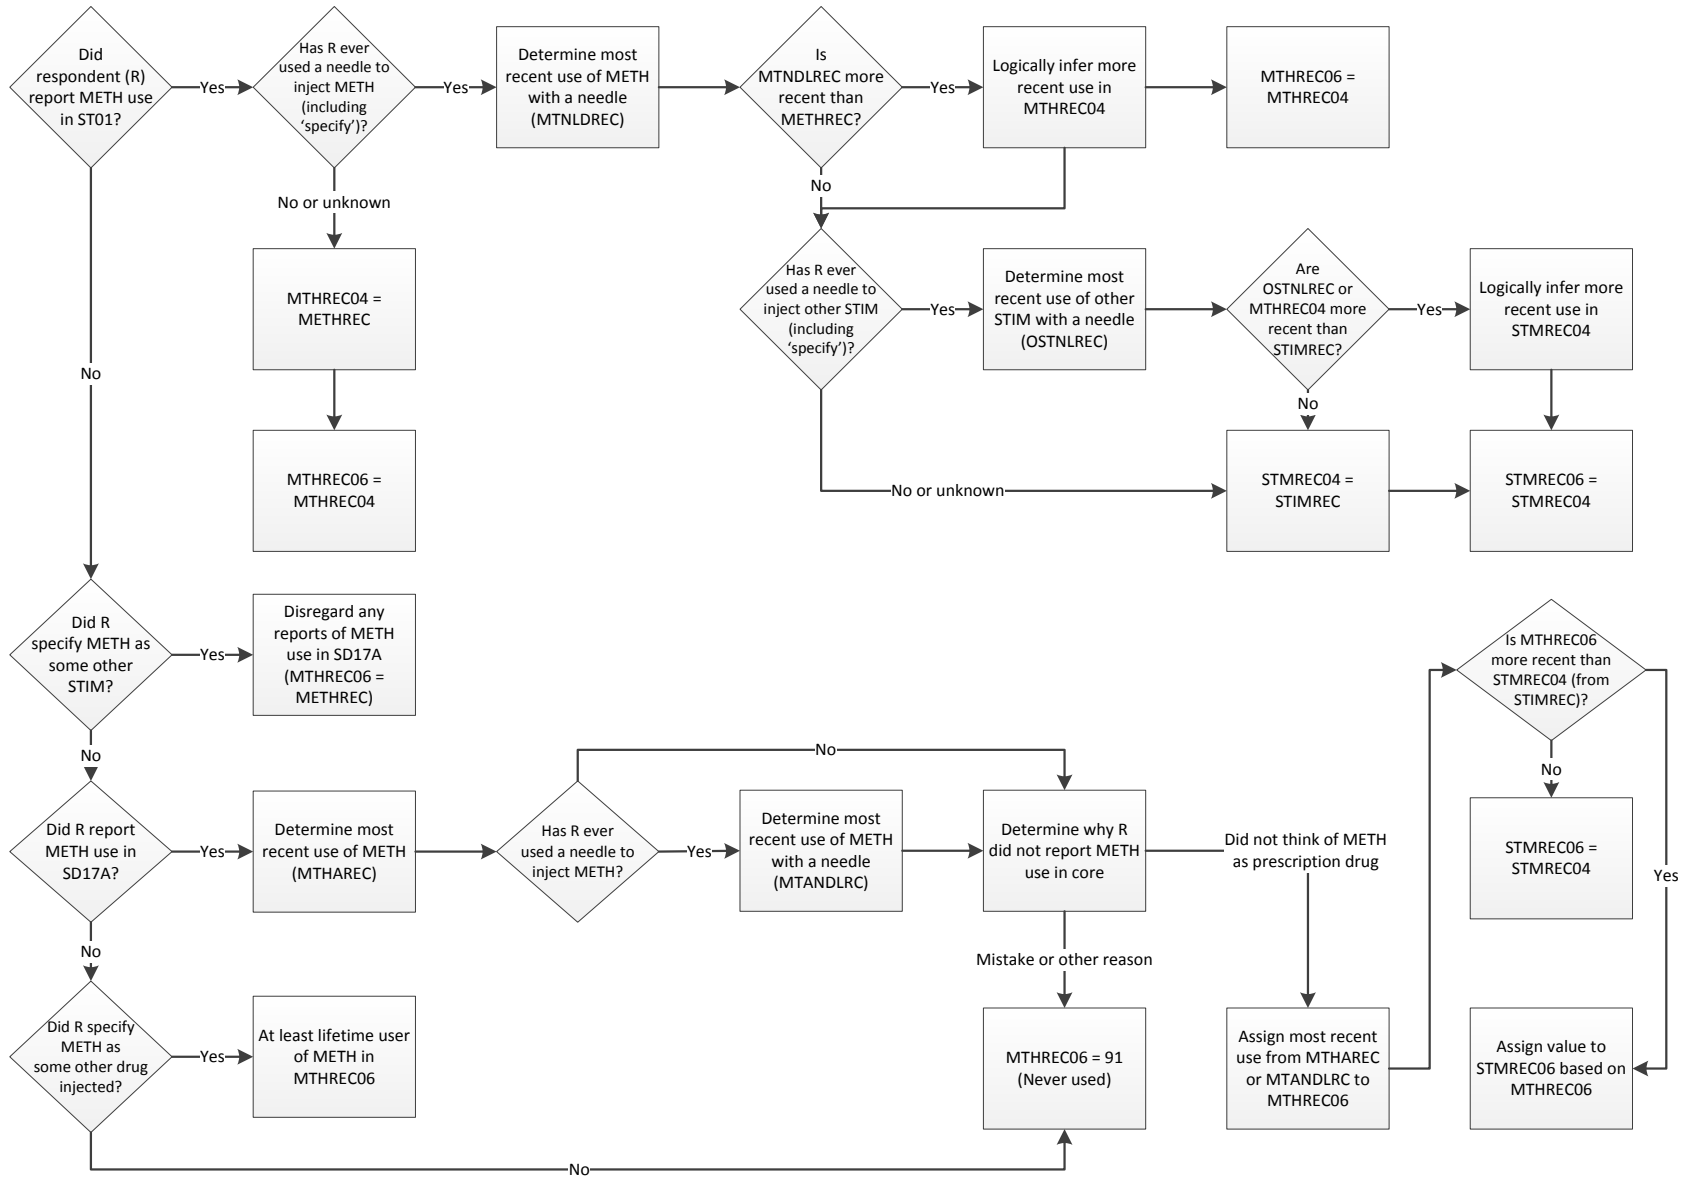 Did
respondent (R)
report METH use
in ST01?
Yes
Has R ever
used a needle to
inject METH
(including
‘specify’)?
Yes
Determine most
recent use of METH
with a needle
(MTNLDREC)
Is
MTNDLREC more
recent than
METHREC?
Yes
Logically infer more
recent use in
MTHREC04
MTHREC06 =
MTHREC04
No
No or unknown
No
MTHREC04 =
METHREC
MTHREC06 =
MTHREC04
Has R ever
used a needle to
inject other STIM
(including
‘specify’)?
Yes
Determine most
recent use of other
STIM with a needle
(OSTNLREC)
Are
OSTNLREC or
MTHREC04 more
recent than
STIMREC?
Yes
Logically infer more
recent use in
STMREC04
No
No or unknown
STMREC04 =
STIMREC
STMREC06 =
STMREC04
Did R
specify METH as
some other
STIM?
Yes
Disregard any
reports of METH
use in SD17A
(MTHREC06 =
METHREC)
No
Did R report
METH use in
SD17A?
Yes
Determine most
recent use of METH
(MTHAREC)
Has R ever
used a needle to
inject METH?
No
Yes
Determine most
recent use of METH
with a needle
(MTANDLRC)
Determine why R
did not report METH
use in core
Did not think of METH
as prescription drug
Mistake or other reason
Is MTHREC06
more recent than
STMREC04 (from
STIMREC)?
No
Yes
STMREC06 =
STMREC04
No
Did R specify
METH as
some other drug
injected?
Yes
At least lifetime user
of METH in
MTHREC06
No
MTHREC06 = 91
(Never used)
Assign most recent
use from MTHAREC
or MTANDLRC to
MTHREC06
Assign value to
STMREC06 based on
MTHREC06